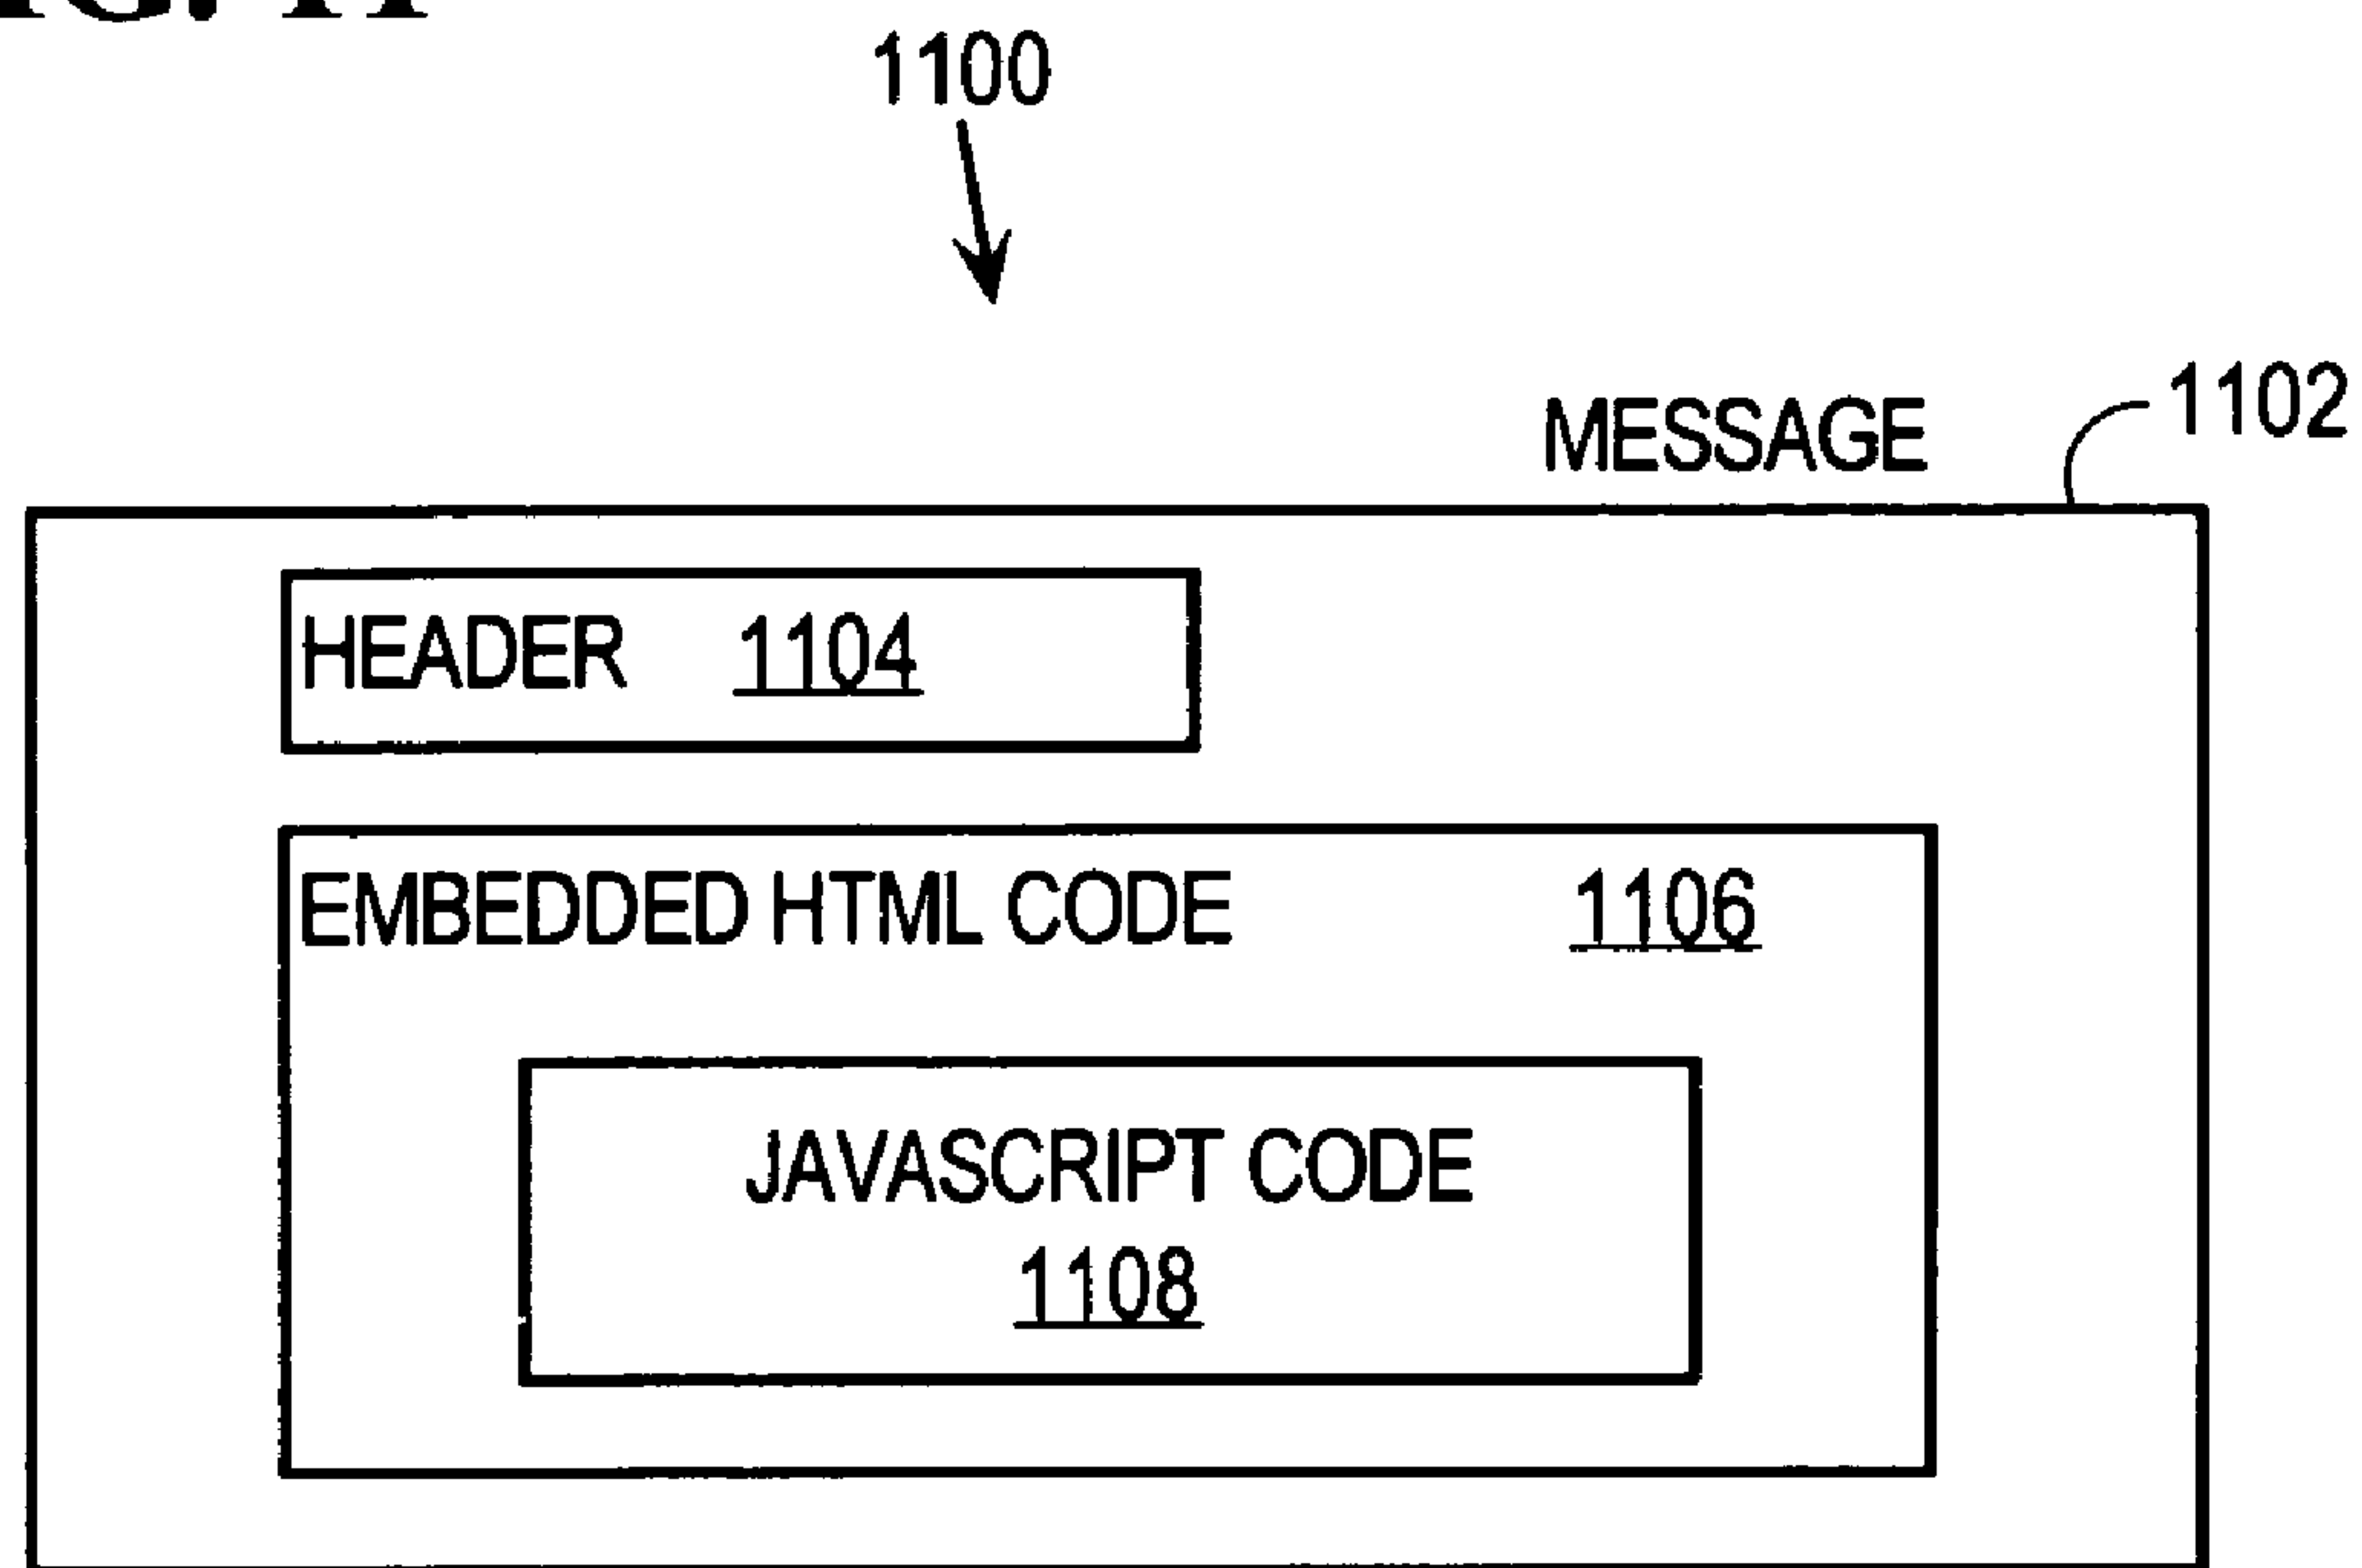 1100
1102
MESSAGE
HEADER 1104
EMBEDDED HTML CODE 1106
JAVASCRIPT CODE
1108